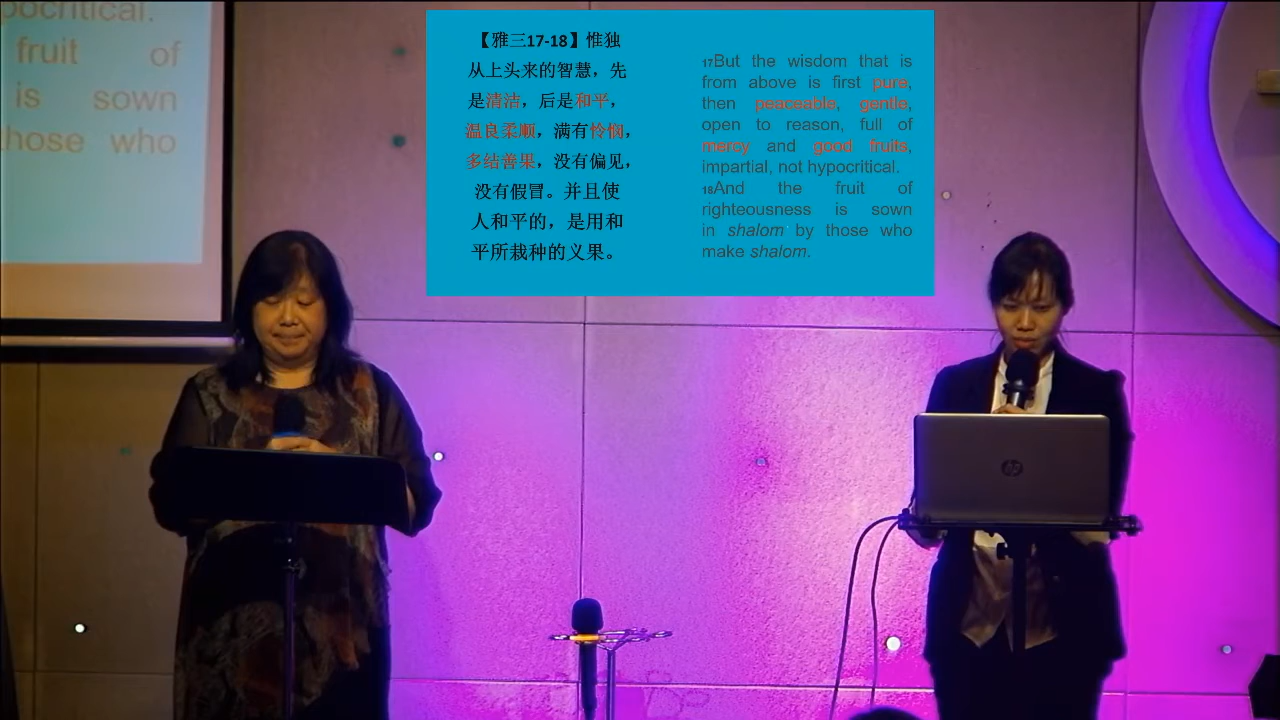 pocritical.
fruit of
is sown
those who
【雅三17-18】惟独
从上头来的智慧，先
是清洁，后是和平，
温良柔顺，满有怜悯，
多结善果，没有偏见，
没有假冒。并且使
人和平的，是用和
平所栽种的义果。
17But the wisdom that is
from above is first pure,
then peaceable, gentle,
open to reason, full of
mercy and good fruits,
impartial, not hypocritical.
18And the fruit of
righteousness is sown
in shalom by those who
make shalom.
hp